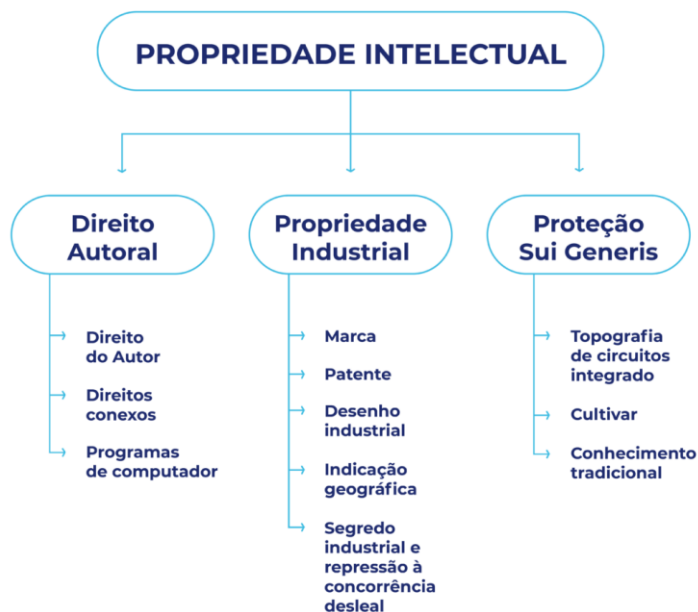 PROPRIEDADE INTELECTUAL
Direito
Autoral
Direito
do Autor
Direitos
conexos
Programas
de computador
Propriedade
Industrial
Marca
Patente
Desenho
industrial
Indicação
geográfica
Segredo
industrial e
repressão à
concorrência
desleal
Proteção
Sui Generis
Topografia
de circuitos
integrado
Cultivar
Conhecimento
tradicional